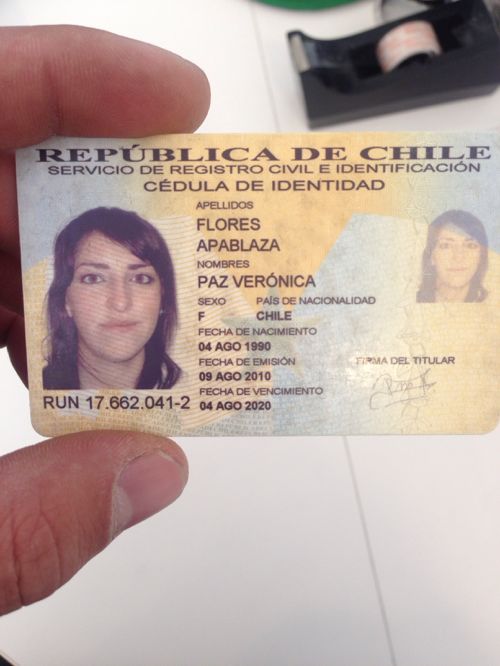 REPÚBLICA DE CHILE
SERVICIO DE REGISTRO CIVIL E IDENTIFICACIÓN
CÉDULA DE IDENTIDAD
APELLIDOS
FLORES
APABLAZA
NOMBRES
PAZ VERÓNICA
SEXO PAÍS DE NACIONALIDAD
F CHILE
FECHA DE NACIMIENTO
04 AGO 1990
FECHA DE EMISIÓN FIRMA DEL TITULAR
09 AGO 2010
FECHA DE VENCIMIENTO
RUN 17.662.041-2 04 AGO 2020